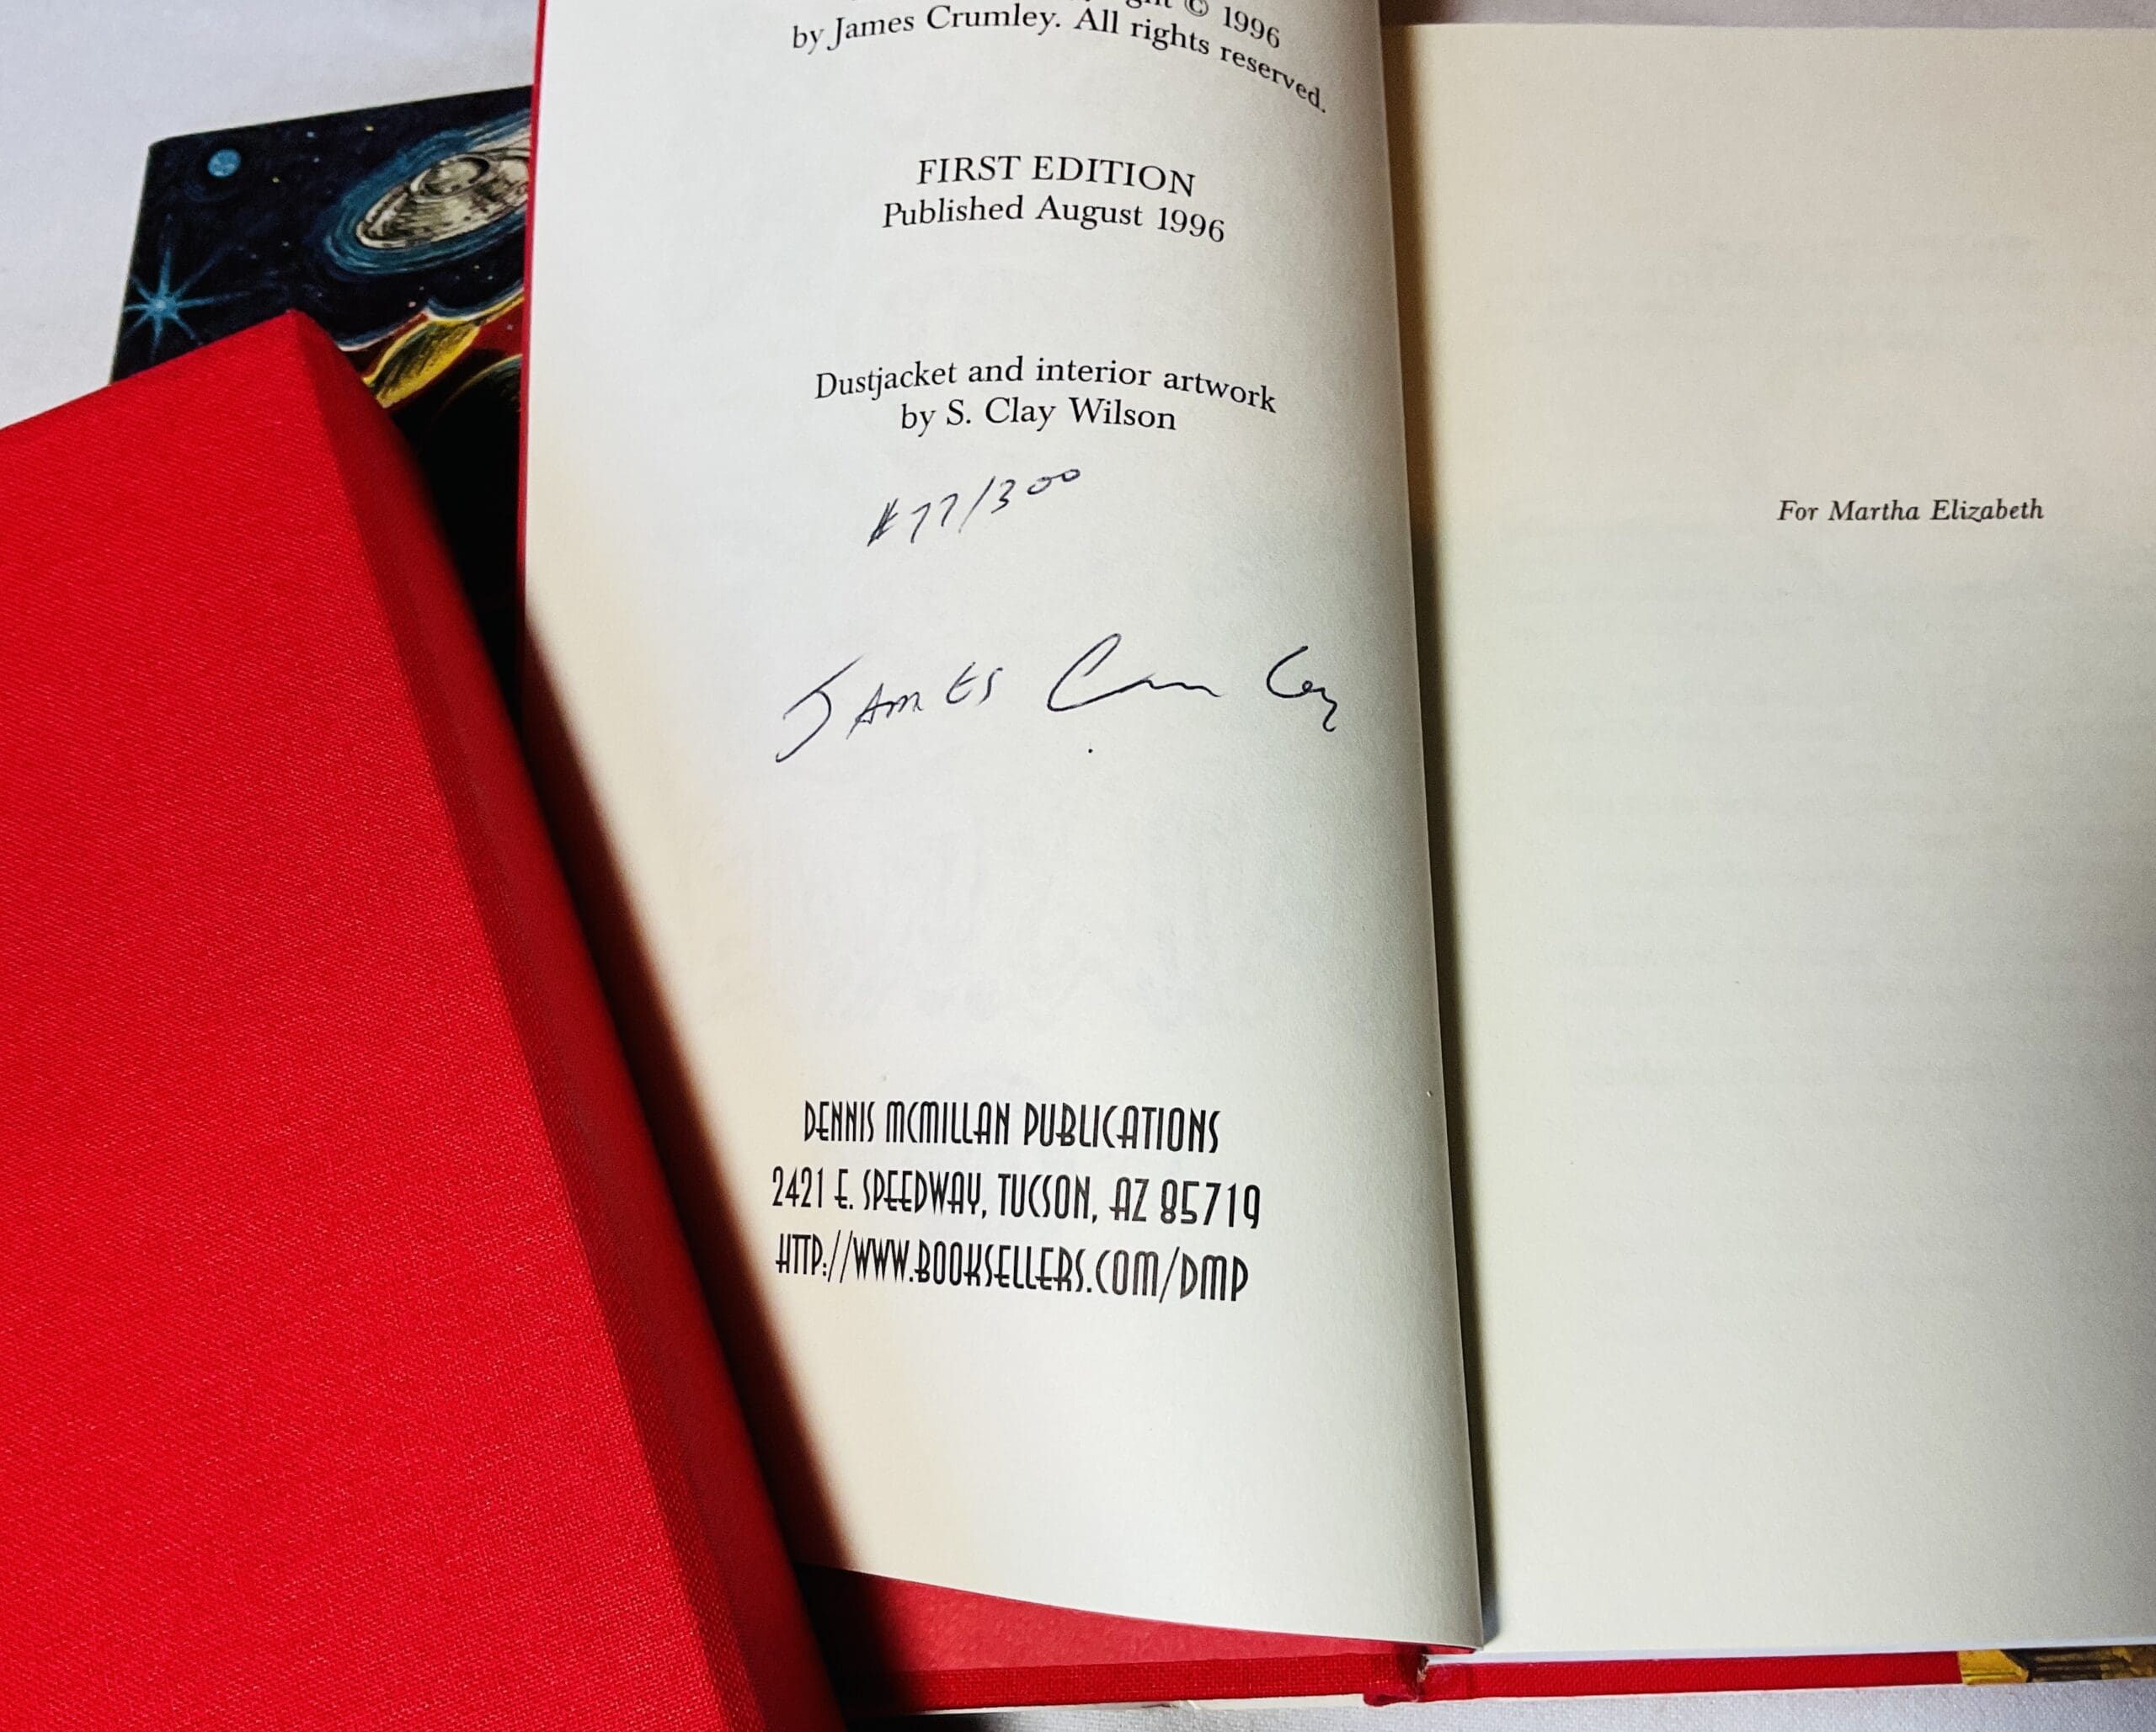 © 1996
by James Crumley. All rights reserved.
FIRST EDITION
Published August 1996
Dustjacket and interior artwork
by S. Clay Wilson
#77/300
James Crumley
DENNIS MCMILLAN PUBLICATIONS
2421 E. SPEEDWAY, TUCSON, AZ 85719
HTTP://WWW.BOOKSELLERS.COM/DMP
For Martha Elizabeth